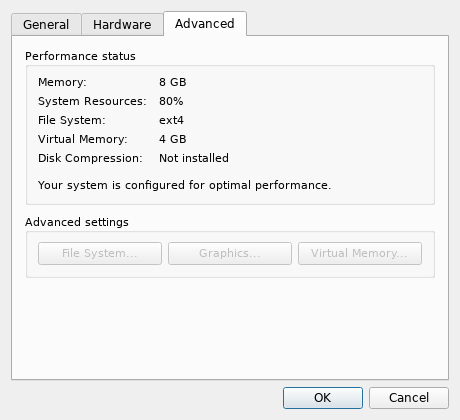 General Hardware Advanced
Performance status
Memory: 8 GB
System Resources: 80%
File System: ext4
Virtual Memory: 4 GB
Disk Compression: Not installed
Your system is configured for optimal performance.
Advanced settings
File System... Graphics... Virtual Memory...
OK Cancel